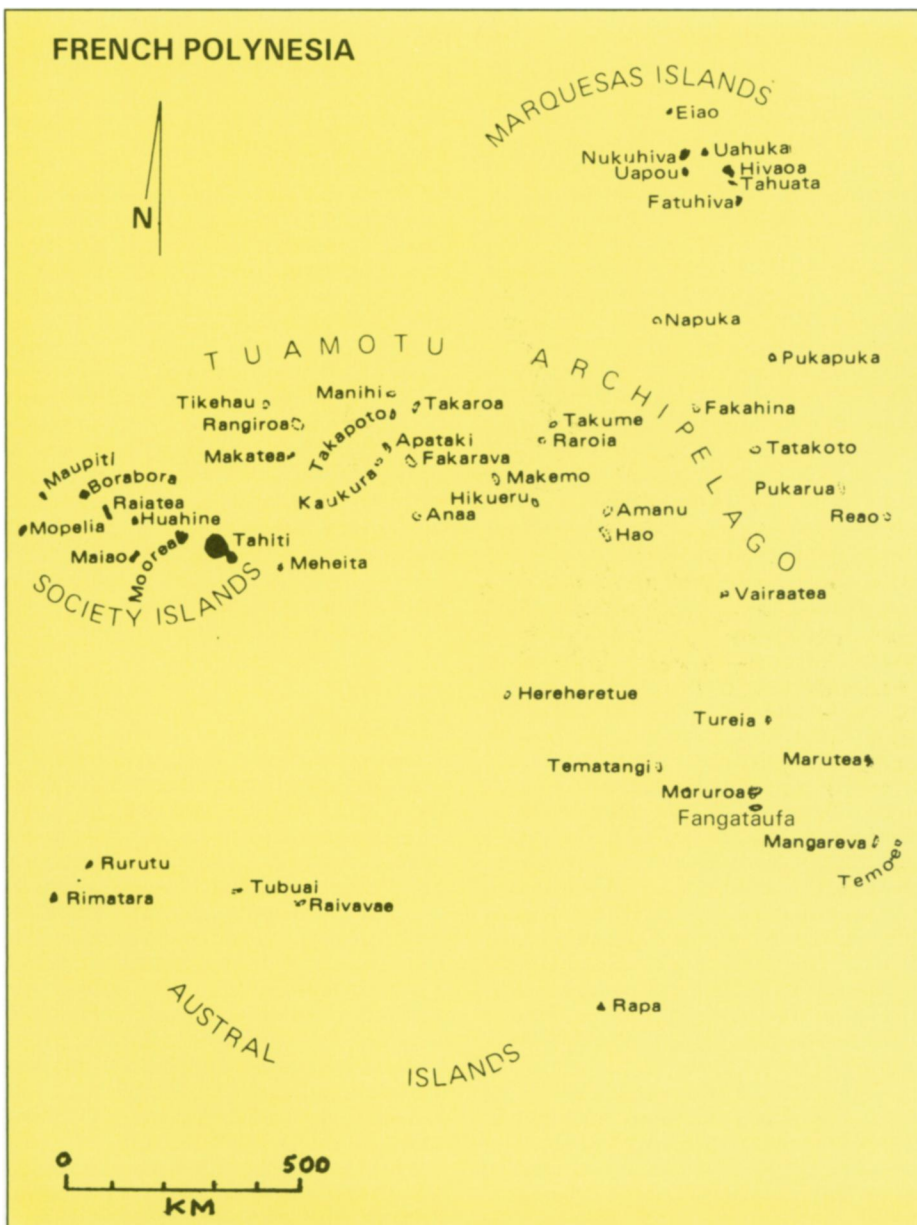 FRENCH POLYNESIA
N
MARQUESAS ISLANDS
Eiao
Nukuhiva
Uahuka
Uapou
Hivaoa
Tahuata
Fatuhiva
TUAMOTU ARCHIPELAGO
Napuka
Pukapuka
Manihi
Tikehau
Takaroa
Fakahina
Rangiroa
Takapoto
Takume
Raroia
Apataki
Tatakoto
Makatea
Fakarava
Maupiti
Borabora
Kaukura
Makemo
Pukarua
Raiatea
Hikueru
Mopelia
Huahine
Anaa
Amanu
Reao
Hao
Tahiti
Maiao
Moorea
Meheita
SOCIETY ISLANDS
Vairaatea
Hereheretue
Tureia
Tematangi
Marutea
Moruroa
Fangataufa
Mangareva
Temoe
Rurutu
Rimatara
Tubuai
Raivavae
AUSTRAL ISLANDS
Rapa
0 500
KM